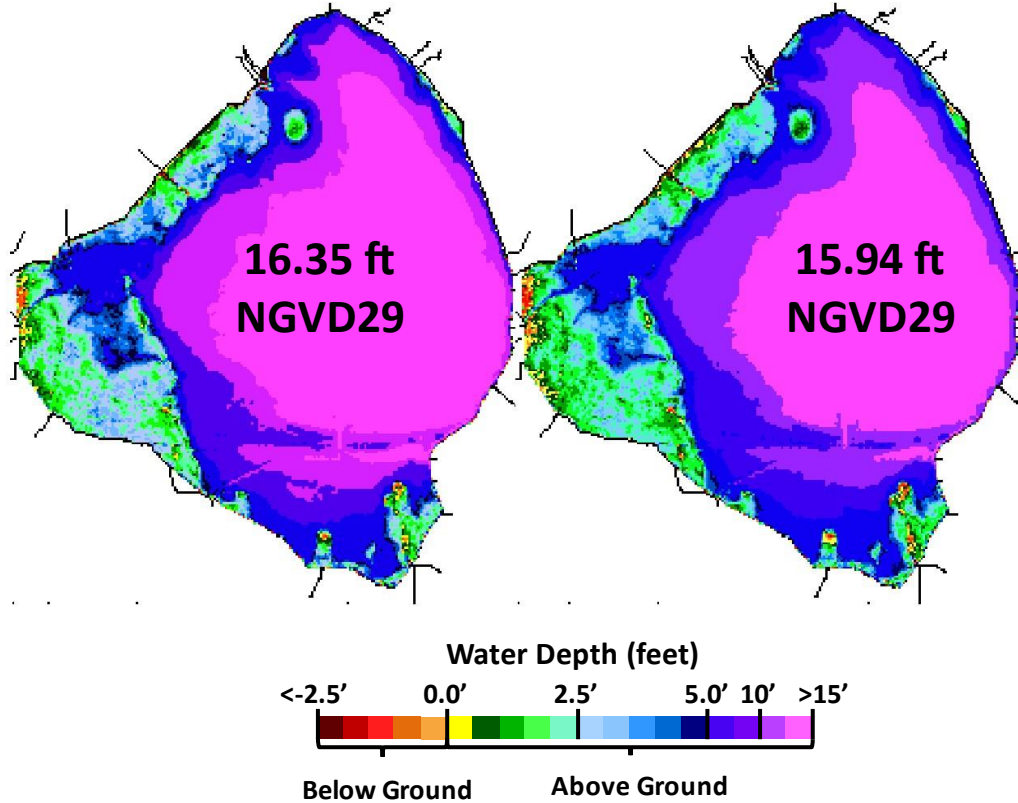 16.35 ft
NGVD29
15.94 ft
NGVD29
Water Depth (feet)
<-2.5’ 0.0’ 2.5’ 5.0’ 10’ >15’
Below Ground Above Ground